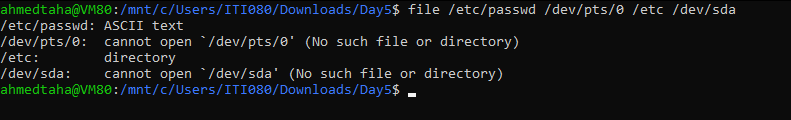 ahmedtaha@VM80:/mnt/c/Users/ITI080/Downloads/Day5$ file /etc/passwd /dev/pts/0 /etc /dev/sda
/etc/passwd: ASCII text
/dev/pts/0:  cannot open `/dev/pts/0' (No such file or directory)
/etc:        directory
/dev/sda:    cannot open `/dev/sda' (No such file or directory)
ahmedtaha@VM80:/mnt/c/Users/ITI080/Downloads/Day5$